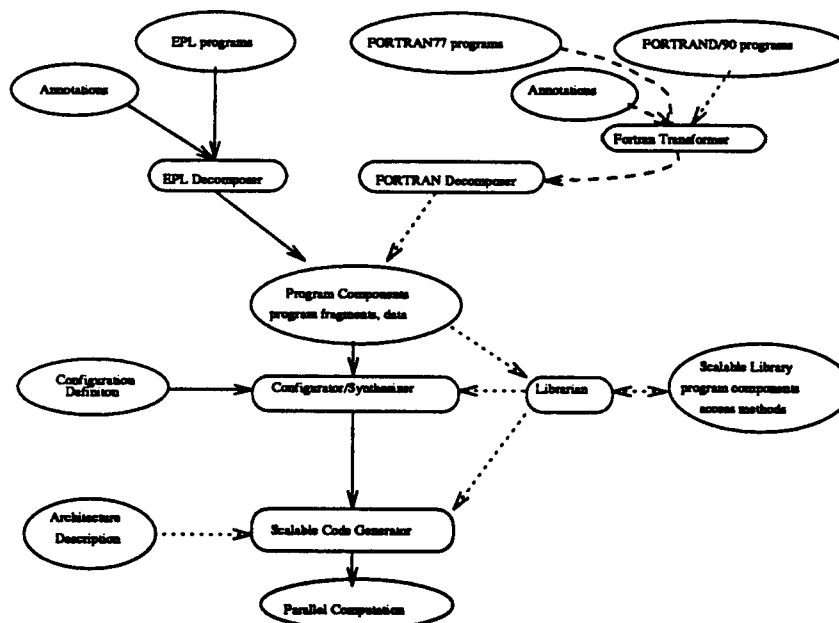 EPL programs
FORTRAN77 programs
FORTRAND/90 programs
Annotations
Annotations
Fortran Transformer
EPL Decomposer
FORTRAN Decomposer
Program Components
program fragments, data
Configuration
Definiton
Configurator/Synthesizer
Librarian
Scalable Library
program components
access methods
Architecture
Description
Scalable Code Generator
Parallel Computation